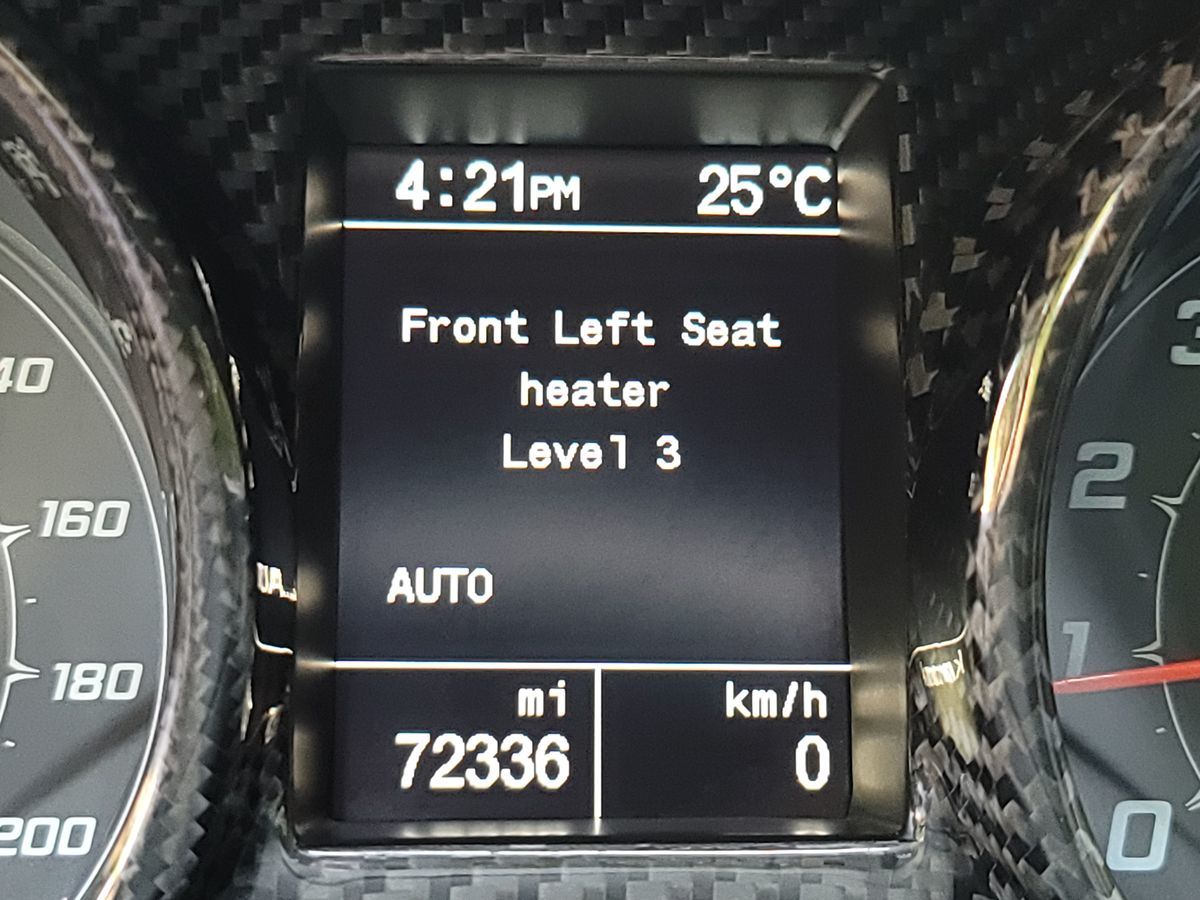 4:21PM 25°C
Front Left Seat
heater
Level 3
AUTO
mi km/h
72336 0
160
180
200
2
1
0